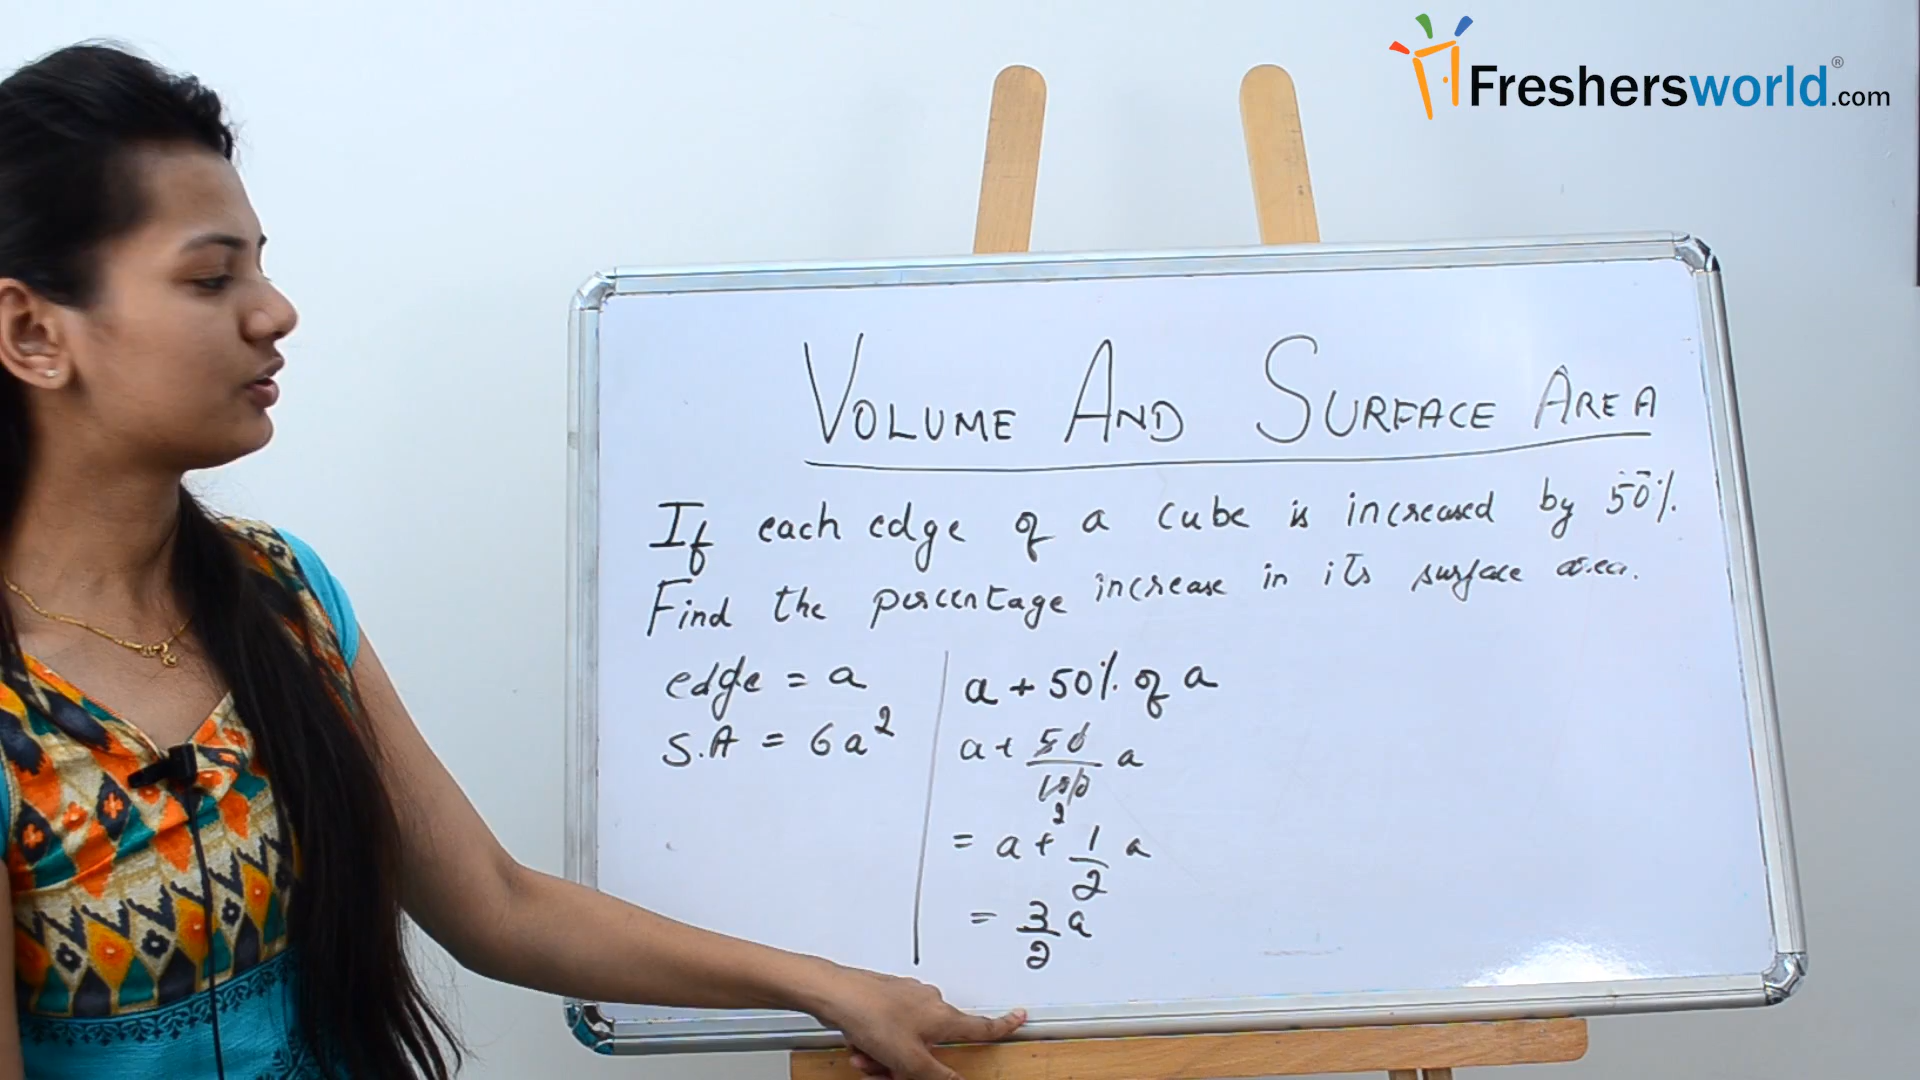 Freshersworld.com ®
VOLUME AND SURFACE AREA
If each edge of a cube is increased by 50%.
Find the percentage increase in its surface area.
edge = a
S.A = 6a²
a + 50% of a
a + 50/100 a
2
= a + 1/2 a
= 3/2 a